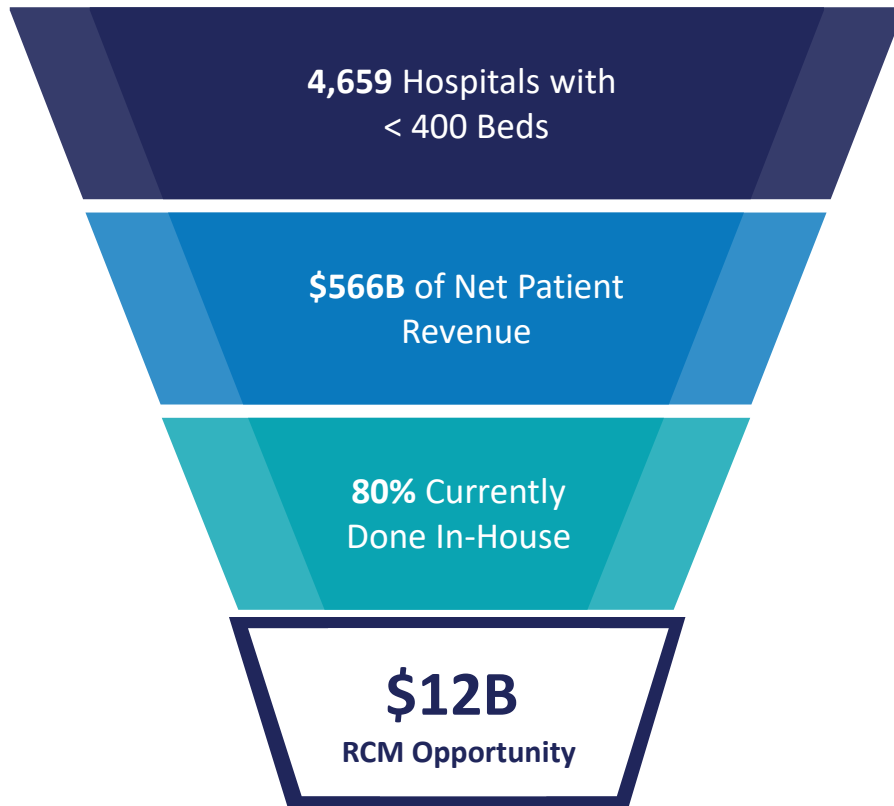 4,659 Hospitals with
< 400 Beds
$566B of Net Patient
Revenue
80% Currently
Done In-House
$12B
RCM Opportunity